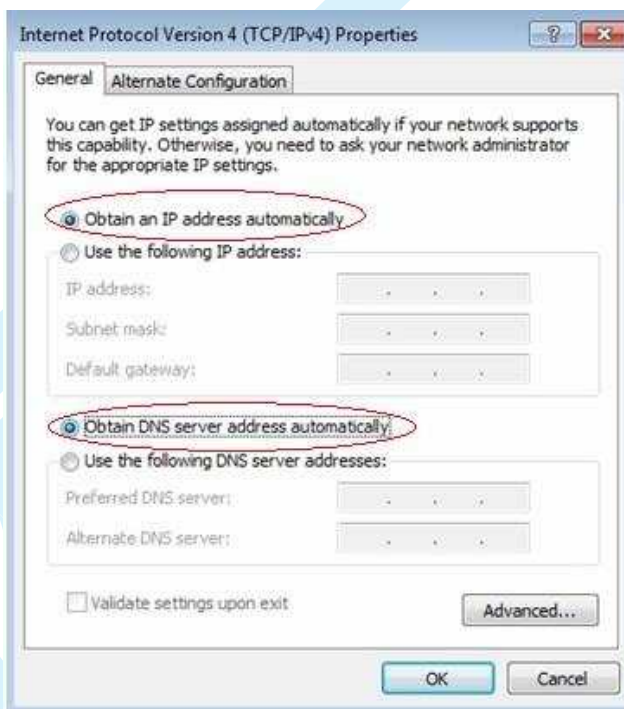 Internet Protocol Version 4 (TCP/IPv4) Properties
General
Alternate Configuration
You can get IP settings assigned automatically if your network supports
this capability. Otherwise, you need to ask your network administrator
for the appropriate IP settings.
Obtain an IP address automatically
Use the following IP address:
IP address:
Subnet mask:
Default gateway:
Obtain DNS server address automatically
Use the following DNS server addresses:
Preferred DNS server:
Alternate DNS server:
Validate settings upon exit
Advanced...
OK
Cancel